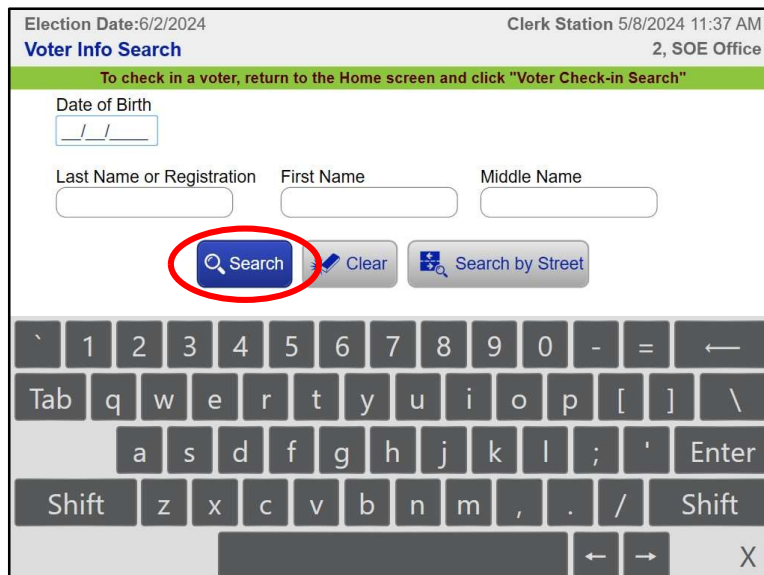 Election Date:6/2/2024 Clerk Station 5/8/2024 11:37 AM
Voter Info Search 2, SOE Office
To check in a voter, return to the Home screen and click "Voter Check-in Search"
Date of Birth
__/__/____
Last Name or Registration First Name Middle Name
Search Clear Search by Street
` 1 2 3 4 5 6 7 8 9 0 - = ←
Tab q w e r t y u i o p [ ] \
a s d f g h j k l ; ' Enter
Shift z x c v b n m , . / Shift
← → X